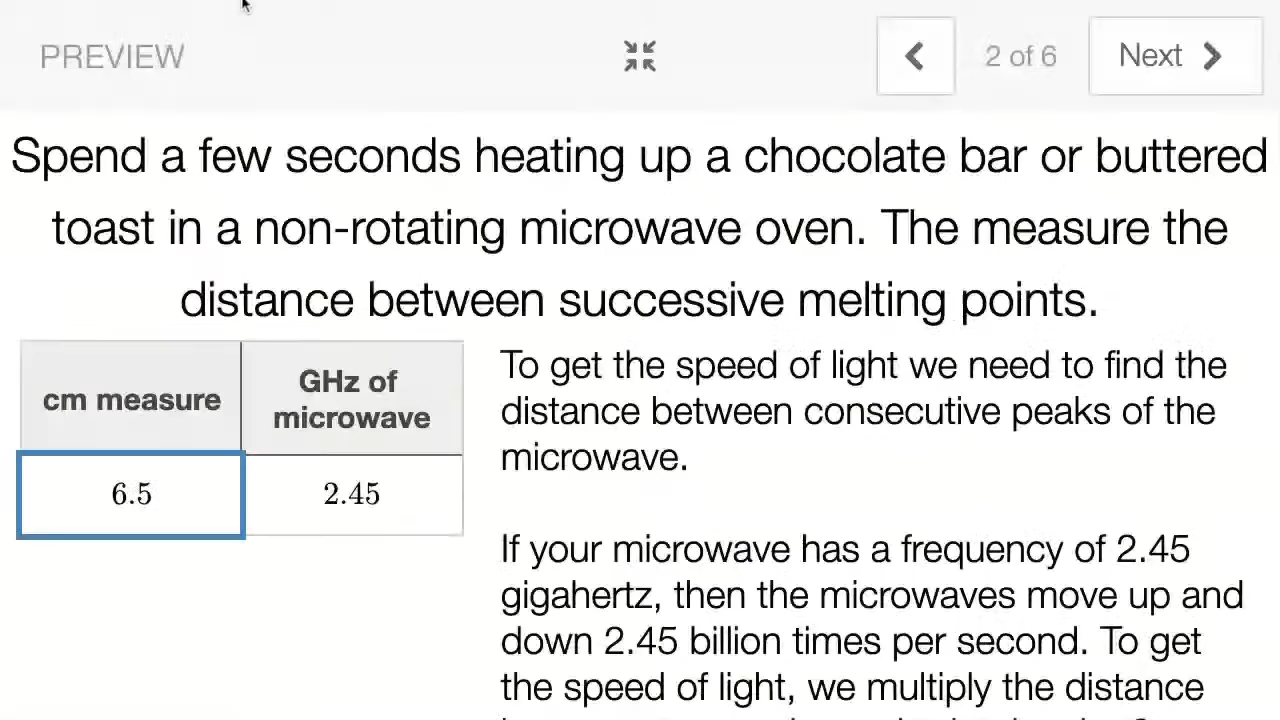 PREVIEW
2 of 6
Next
Spend a few seconds heating up a chocolate bar or buttered
toast in a non-rotating microwave oven. The measure the
distance between successive melting points.
cm measure
GHz of
microwave
6.5
2.45
To get the speed of light we need to find the
distance between consecutive peaks of the
microwave.
If your microwave has a frequency of 2.45
gigahertz, then the microwaves move up and
down 2.45 billion times per second. To get
the speed of light, we multiply the distance